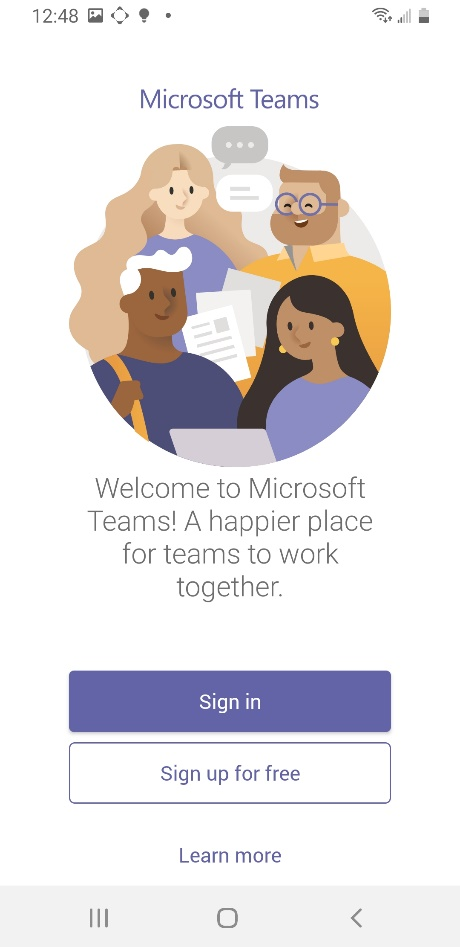 12:48
Microsoft Teams
Welcome to Microsoft
Teams! A happier place
for teams to work
together.
Sign in
Sign up for free
Learn more